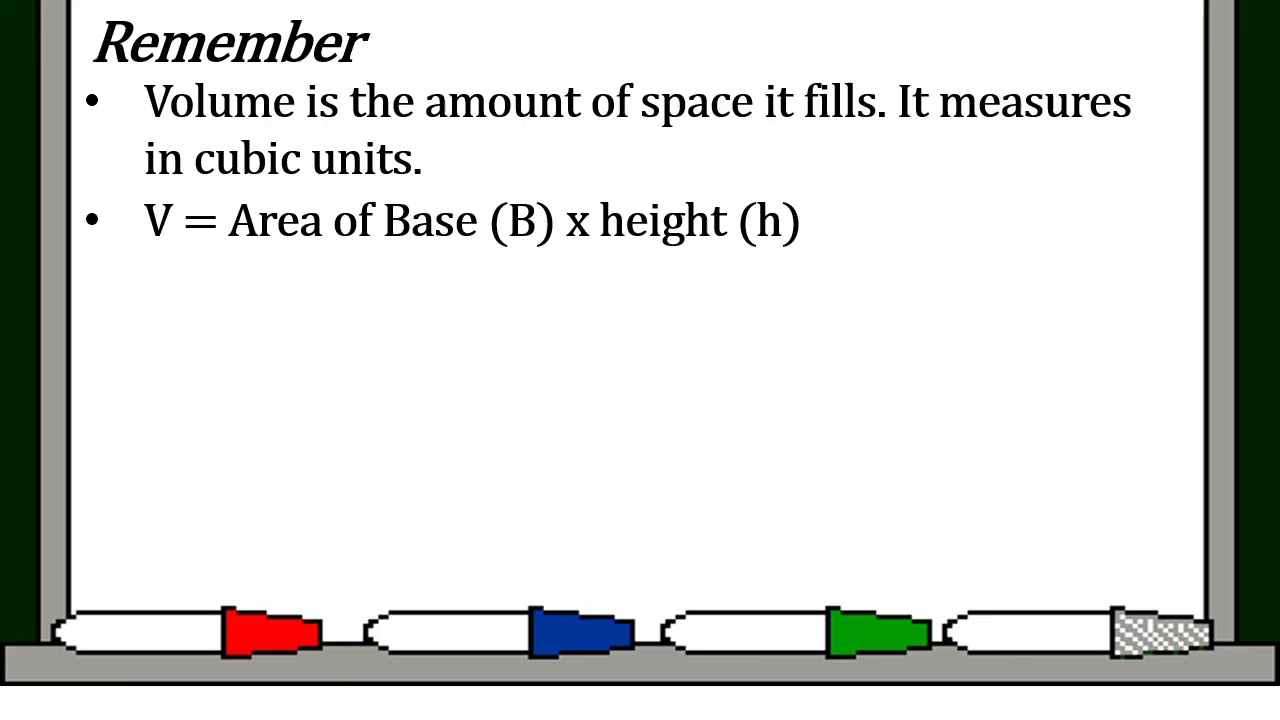 Remember
• Volume is the amount of space it fills. It measures
in cubic units.
• V = Area of Base (B) x height (h)